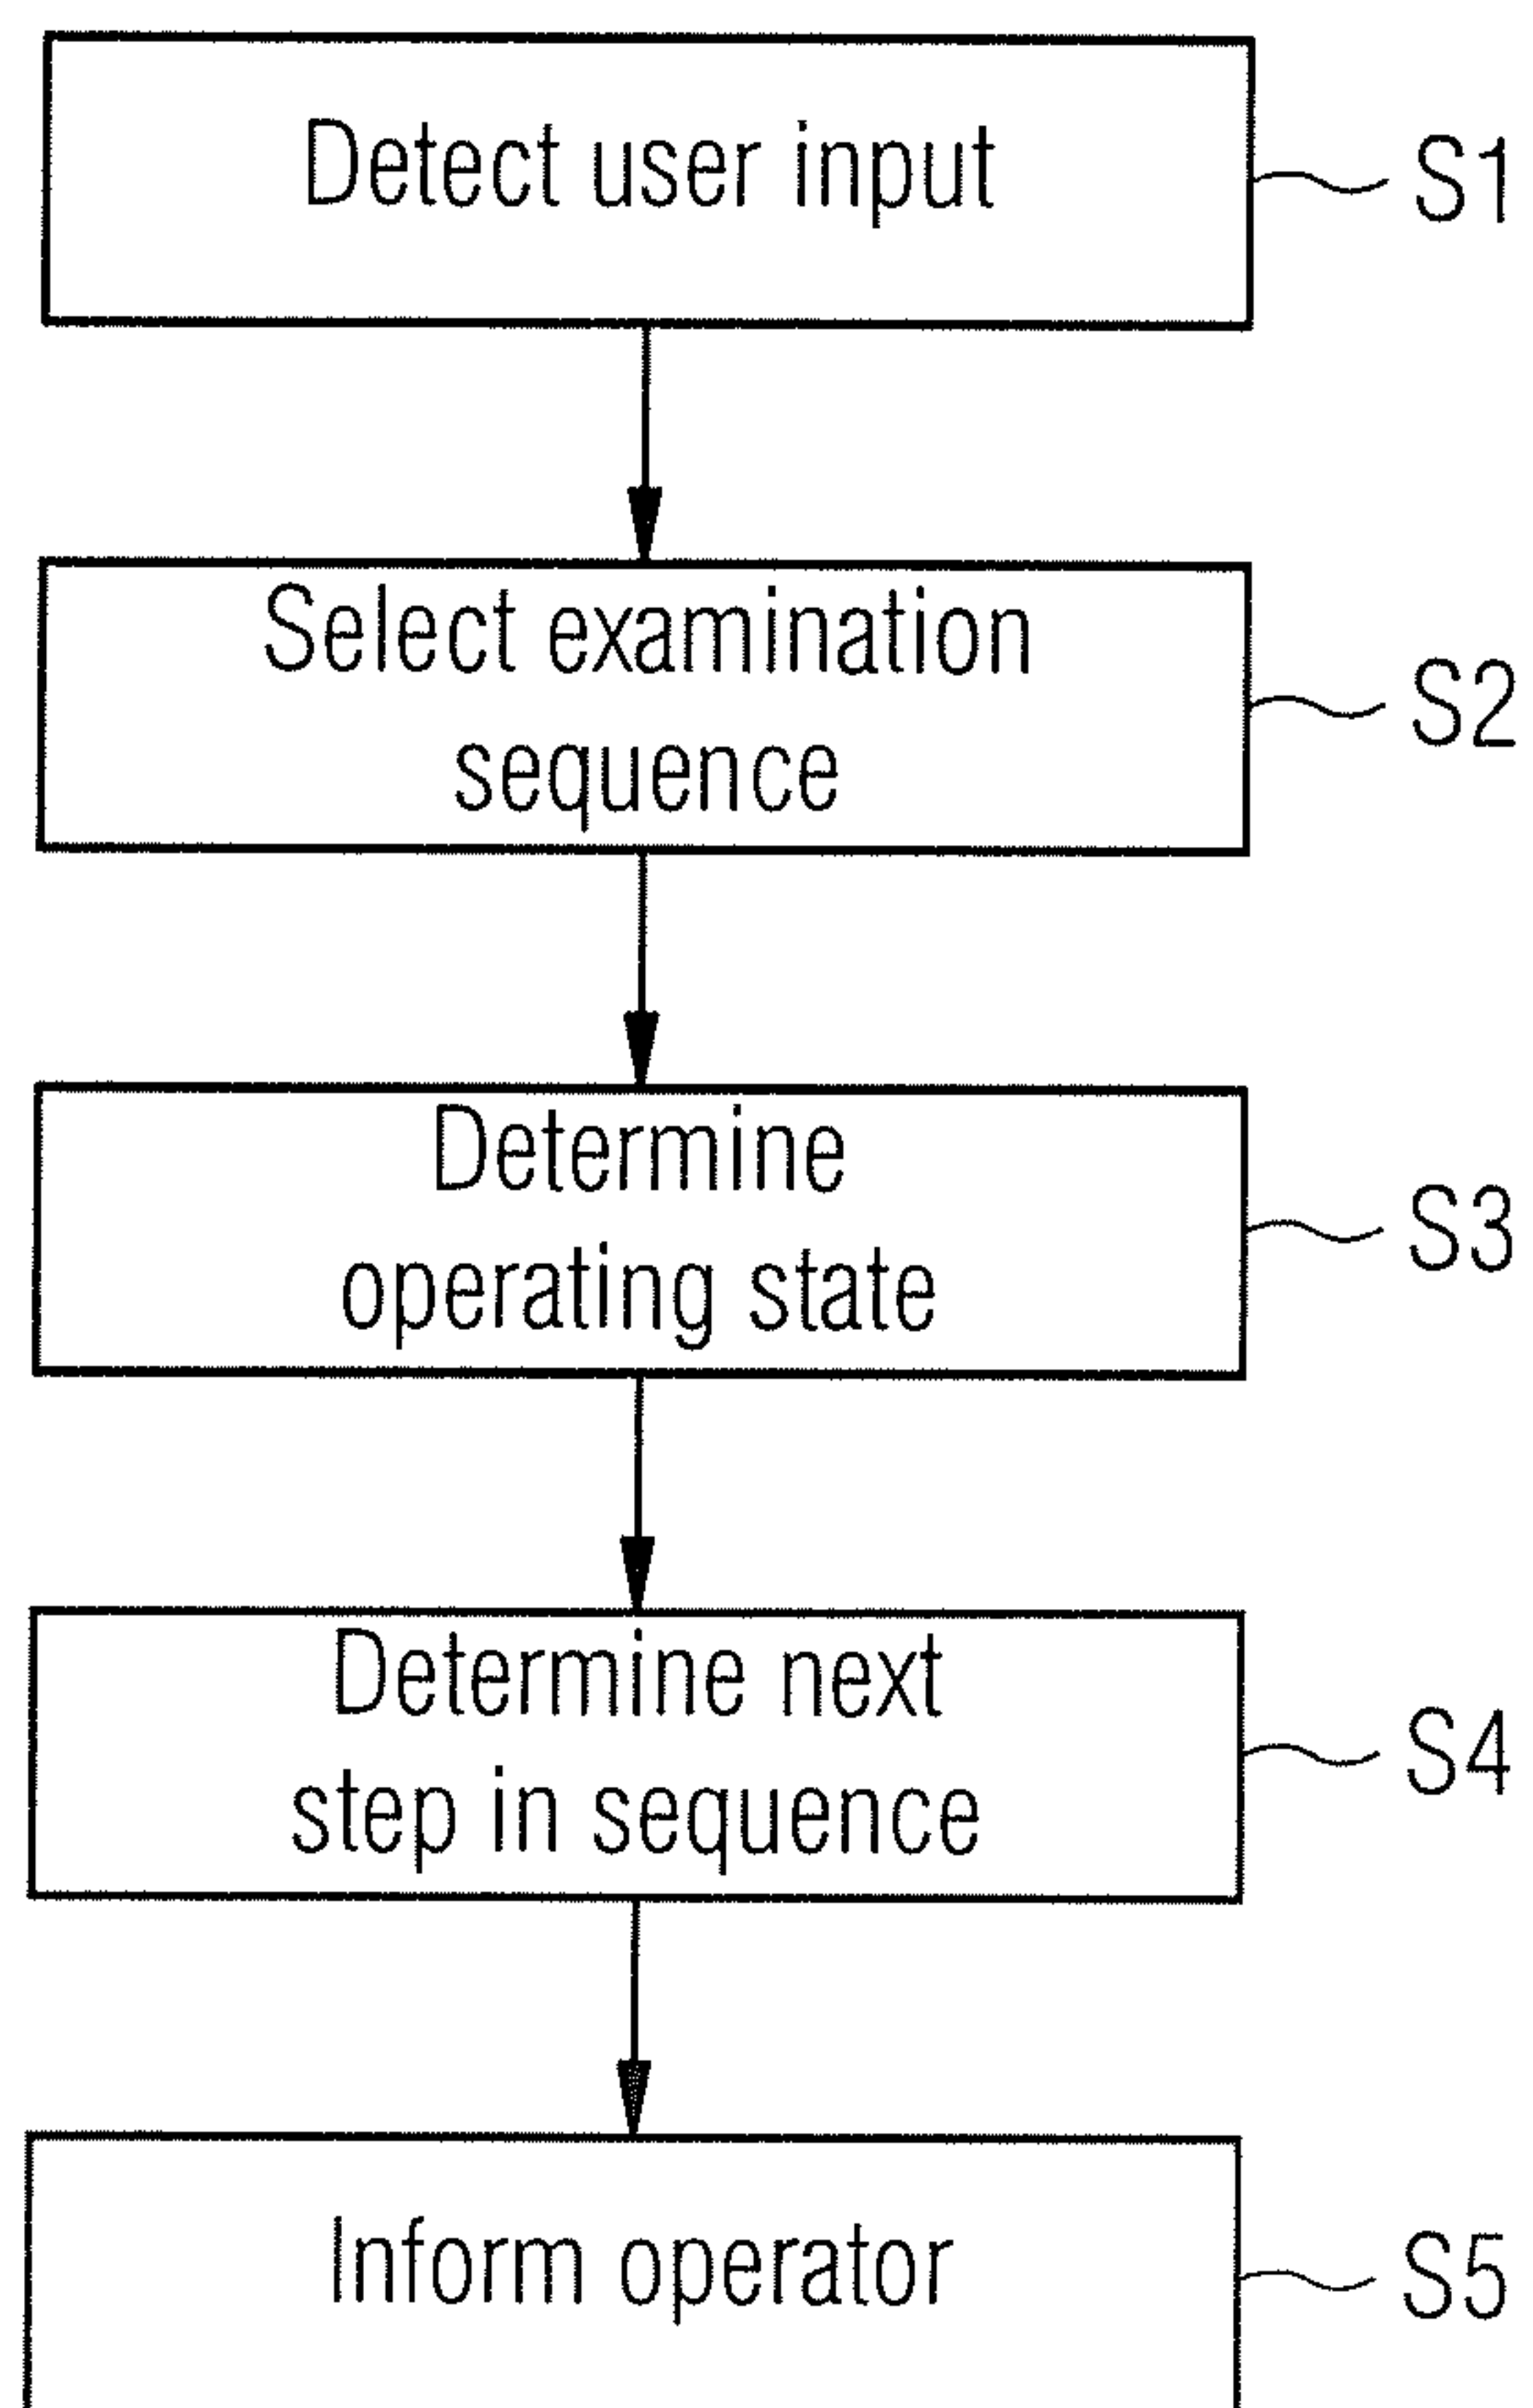 Detect user input
S1
Select examination
sequence
S2
Determine
operating state
S3
Determine next
step in sequence
S4
Inform operator
S5